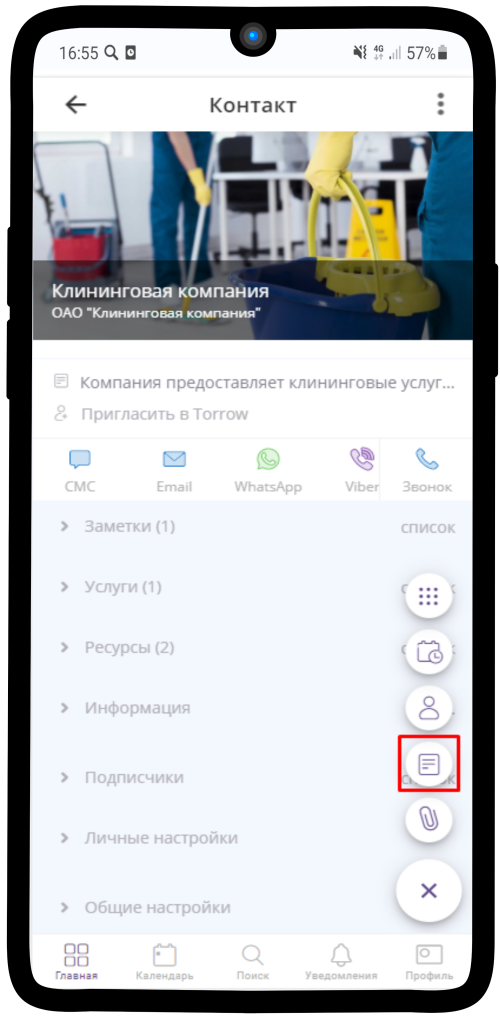 16:55
4G
57%
Контакт
Клининговая компания
ОАО "Клининговая компания"
Компания предоставляет клининговые услуг...
Пригласить в Torrow
СМС
Email
WhatsApp
Viber
Звонок
Заметки (1)
список
Услуги (1)
Ресурсы (2)
Информация
Подписчики
Личные настройки
Общие настройки
Главная
Календарь
Поиск
Уведомления
Профиль